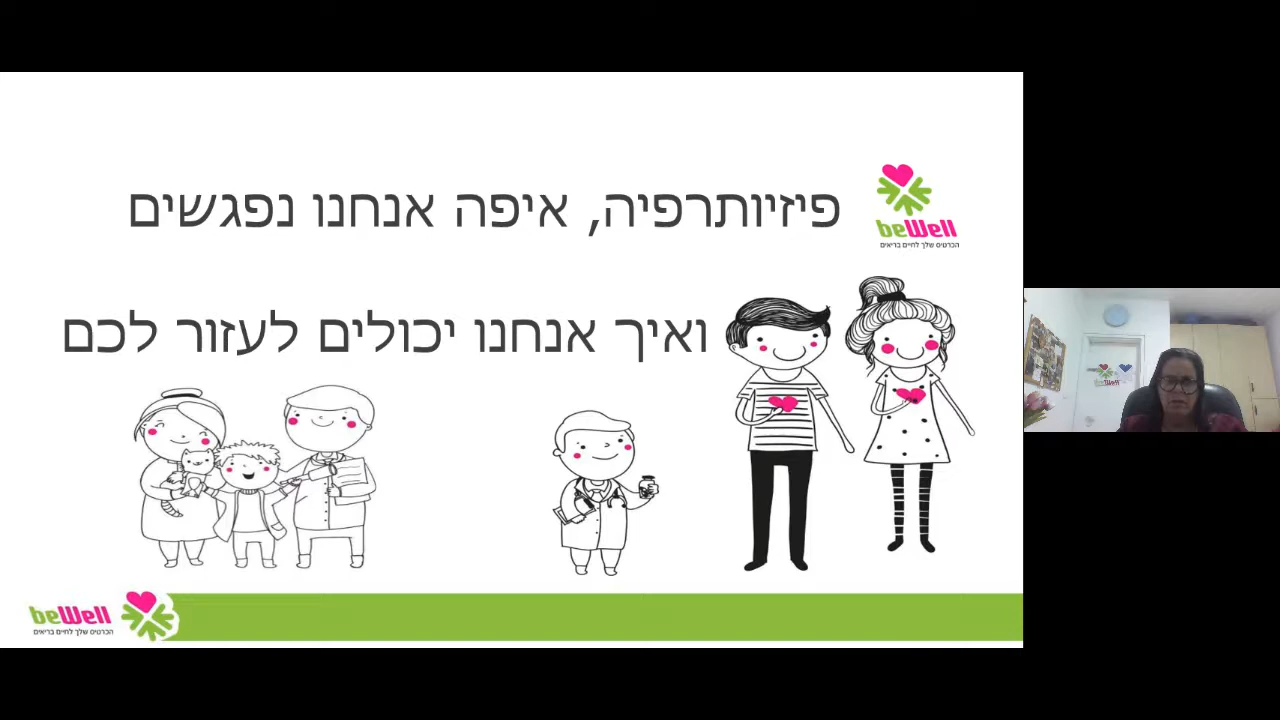 פיזיותרפיה, איפה אנחנו נפגשים
ואיך אנחנו יכולים לעזור לכם
beWell
הכרטיס שלך לחיים בריאים
beWell
הכרטיס שלך לחיים בריאים
beWell